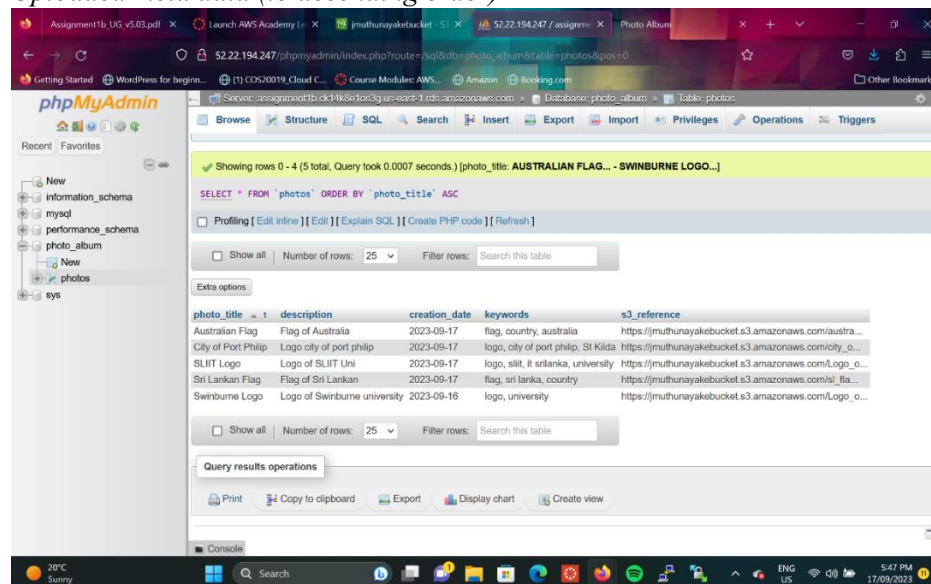 Uploaded meta data (to ascending order)
Assignment1b_UG_v5.03.pdf
Launch AWS Academy Le
jmuthunayakebucket - S3
52.22.194.247 / assignme
Photo Album
52.22.194.247/phpmyadmin/index.php?route=/sql&db=photo_album&table=photos&pos=0
Getting Started
WordPress for beginn...
(1) COS20019_Cloud C...
Course Modules: AWS...
Amazon
Booking.com
Other Bookmark
phpMyAdmin
Server: assignment1b.ck14k8e1os3g.us-east-1.rds.amazonaws.com » Database: photo_album » Table: photos
Browse Structure SQL Search Insert Export Import Privileges Operations Triggers
Recent Favorites
New
information_schema
mysql
performance_schema
photo_album
New
photos
sys
Showing rows 0 - 4 (5 total, Query took 0.0007 seconds.) [photo_title: AUSTRALIAN FLAG... - SWINBURNE LOGO...]
SELECT * FROM `photos` ORDER BY `photo_title` ASC
Profiling [ Edit inline ] [ Edit ] [ Explain SQL ] [ Create PHP code ] [ Refresh ]
Show all Number of rows: 25 Filter rows: Search this table
Extra options
photo_title 1 description creation_date keywords s3_reference
Australian Flag Flag of Australia 2023-09-17 flag, country, australia https://jmuthunayakebucket.s3.amazonaws.com/austra...
City of Port Philip Logo city of port philip 2023-09-17 logo, city of port philip, St Kilda https://jmuthunayakebucket.s3.amazonaws.com/city_o...
SLIIT Logo Logo of SLIIT Uni 2023-09-17 logo, sliit, it srilanka, university https://jmuthunayakebucket.s3.amazonaws.com/Logo_o...
Sri Lankan Flag Flag of Sri Lankan 2023-09-17 flag, sri lanka, country https://jmuthunayakebucket.s3.amazonaws.com/sl_fla...
Swinburne Logo Logo of Swinburne university 2023-09-16 logo, university https://jmuthunayakebucket.s3.amazonaws.com/Logo_o...
Show all Number of rows: 25 Filter rows: Search this table
Query results operations
Print Copy to clipboard Export Display chart Create view
Console
20°C
Sunny
Search
ENG
US
5:47 PM
17/09/2023